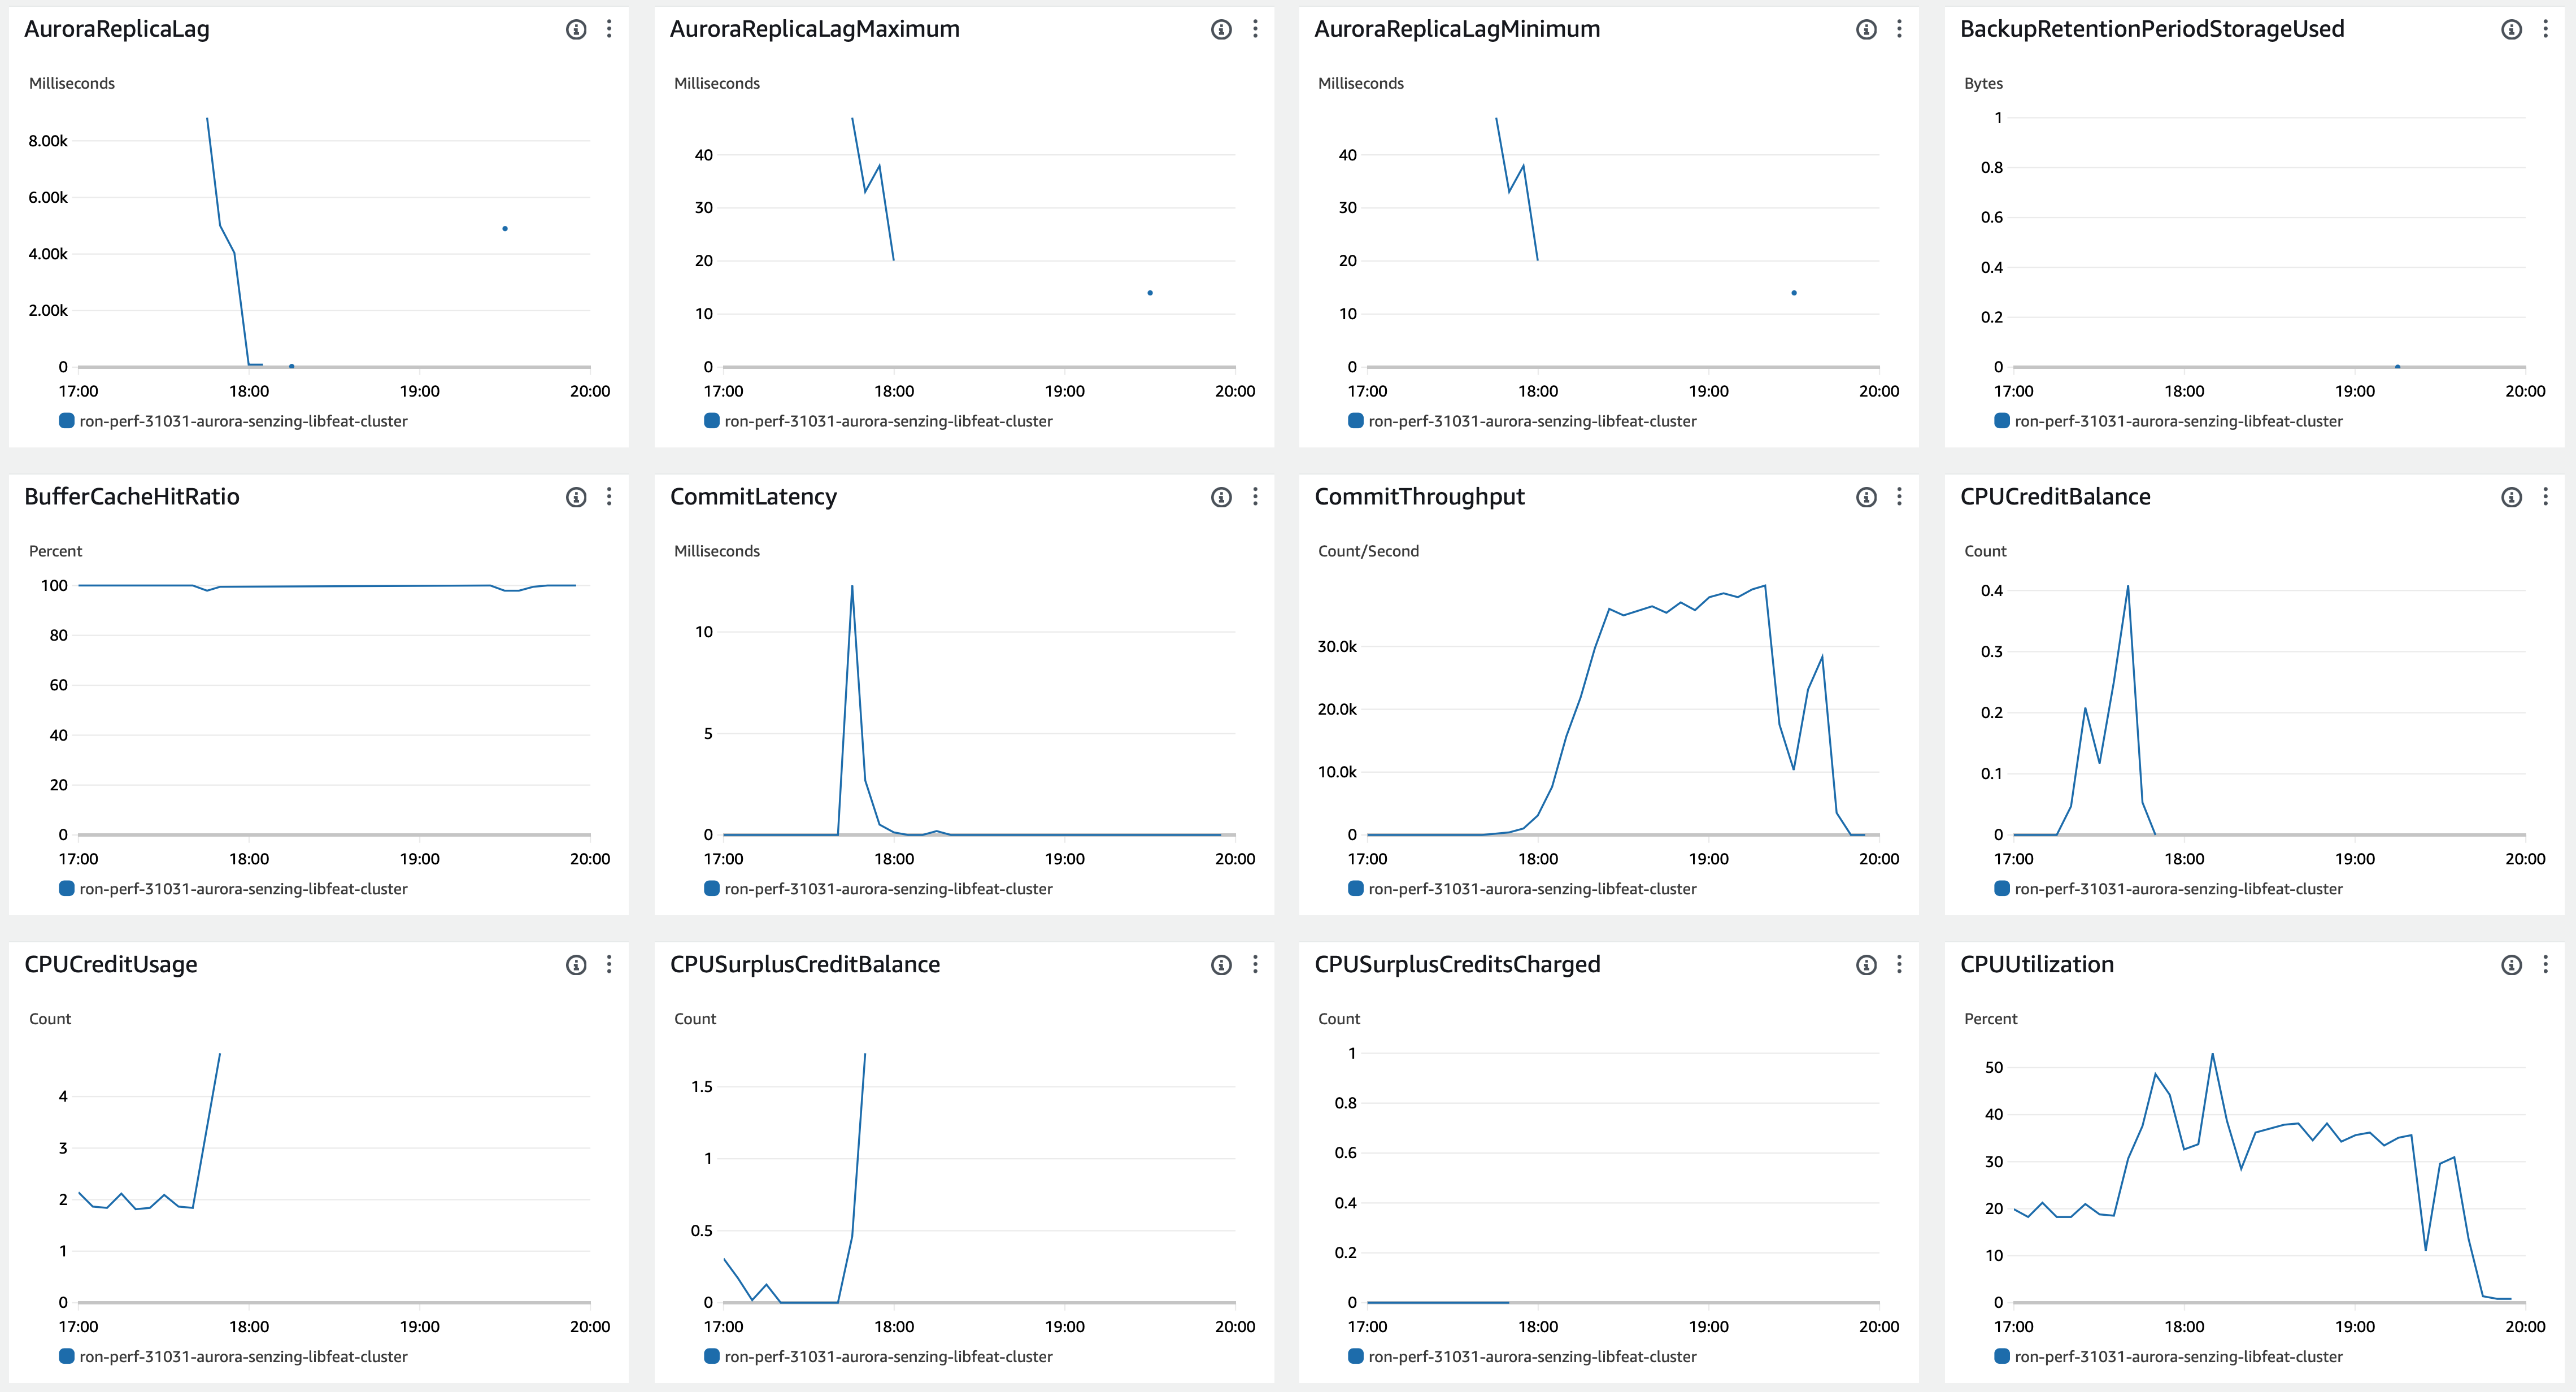 AuroraReplicaLag
Milliseconds
8.00k
6.00k
4.00k
2.00k
0
17:00 18:00 19:00 20:00
ron-perf-31031-aurora-senzing-libfeat-cluster
AuroraReplicaLagMaximum
Milliseconds
40
30
20
10
0
17:00 18:00 19:00 20:00
ron-perf-31031-aurora-senzing-libfeat-cluster
AuroraReplicaLagMinimum
Milliseconds
40
30
20
10
0
17:00 18:00 19:00 20:00
ron-perf-31031-aurora-senzing-libfeat-cluster
BackupRetentionPeriodStorageUsed
Bytes
1
0.8
0.6
0.4
0.2
0
17:00 18:00 19:00 20:00
ron-perf-31031-aurora-senzing-libfeat-cluster
BufferCacheHitRatio
Percent
100
80
60
40
20
0
17:00 18:00 19:00 20:00
ron-perf-31031-aurora-senzing-libfeat-cluster
CommitLatency
Milliseconds
10
5
0
17:00 18:00 19:00 20:00
ron-perf-31031-aurora-senzing-libfeat-cluster
CommitThroughput
Count/Second
30.0k
20.0k
10.0k
0
17:00 18:00 19:00 20:00
ron-perf-31031-aurora-senzing-libfeat-cluster
CPUCreditBalance
Count
0.4
0.3
0.2
0.1
0
17:00 18:00 19:00 20:00
ron-perf-31031-aurora-senzing-libfeat-cluster
CPUCreditUsage
Count
4
3
2
1
0
17:00 18:00 19:00 20:00
ron-perf-31031-aurora-senzing-libfeat-cluster
CPUSurplusCreditBalance
Count
1.5
1
0.5
0
17:00 18:00 19:00 20:00
ron-perf-31031-aurora-senzing-libfeat-cluster
CPUSurplusCreditsCharged
Count
1
0.8
0.6
0.4
0.2
0
17:00 18:00 19:00 20:00
ron-perf-31031-aurora-senzing-libfeat-cluster
CPUUtilization
Percent
50
40
30
20
10
0
17:00 18:00 19:00 20:00
ron-perf-31031-aurora-senzing-libfeat-cluster